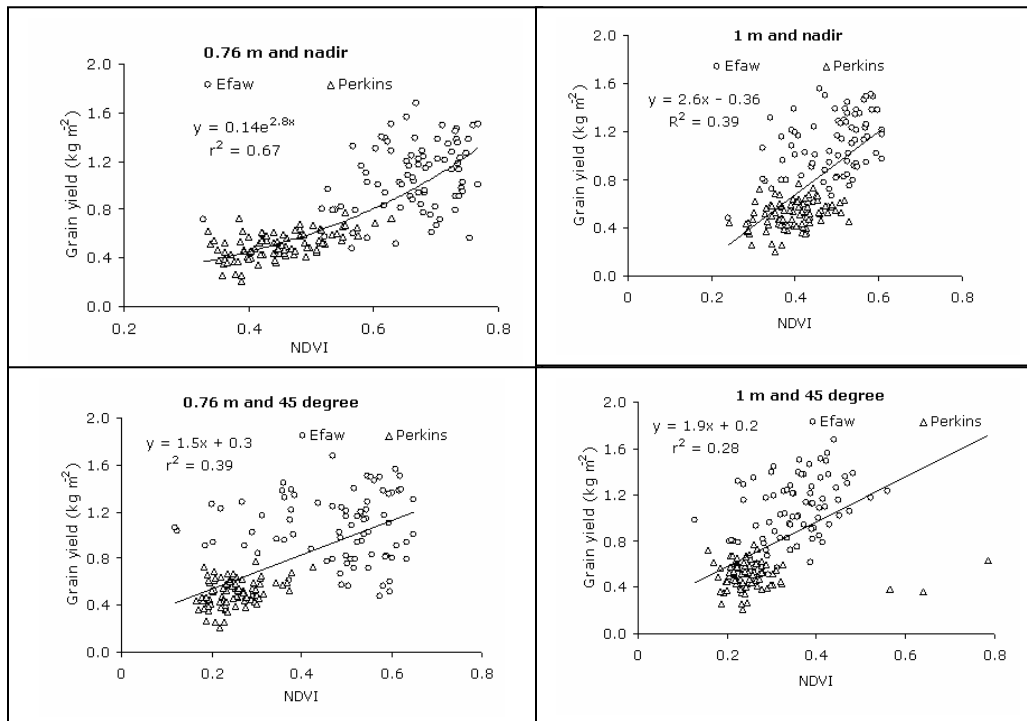 0.76 m and nadir
○ Efaw △ Perkins
y = 0.14e^2.8x
r² = 0.67
Grain yield (kg m⁻²)
2.0
1.6
1.2
0.8
0.4
0.0
0.2 0.4 0.6 0.8
NDVI
1 m and nadir
○ Efaw △ Perkins
y = 2.6x − 0.36
R² = 0.39
Grain yield (kg m⁻²)
2.0
1.6
1.2
0.8
0.4
0.0
0 0.2 0.4 0.6 0.8
NDVI
0.76 m and 45 degree
○ Efaw △ Perkins
y = 1.5x + 0.3
r² = 0.39
Grain yield (kg m⁻²)
2.0
1.6
1.2
0.8
0.4
0.0
0 0.2 0.4 0.6 0.8
NDVI
1 m and 45 degree
○ Efaw △ Perkins
y = 1.9x + 0.2
r² = 0.28
Grain yield (kg m⁻²)
2.0
1.6
1.2
0.8
0.4
0.0
0 0.2 0.4 0.6 0.8
NDVI